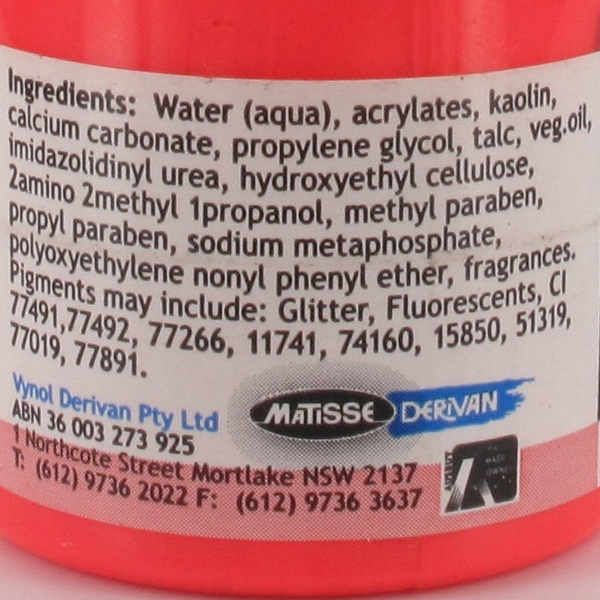 Ingredients: Water (aqua), acrylates, kaolin,
calcium carbonate, propylene glycol, talc, veg.oil,
imidazolidinyl urea, hydroxyethyl cellulose,
2amino 2methyl 1propanol, methyl paraben,
propyl paraben, sodium metaphosphate,
polyoxyethylene nonyl phenyl ether, fragrances.
Pigments may include: Glitter, Fluorescents, CI
77491,77492, 77266, 11741, 74160, 15850, 51319,
77019, 77891.
Vynol Derivan Pty Ltd
ABN 36 003 273 925
1 Northcote Street Mortlake NSW 2137
T: (612) 9736 2022 F: (612) 9736 3637
MATISSE DERIVAN